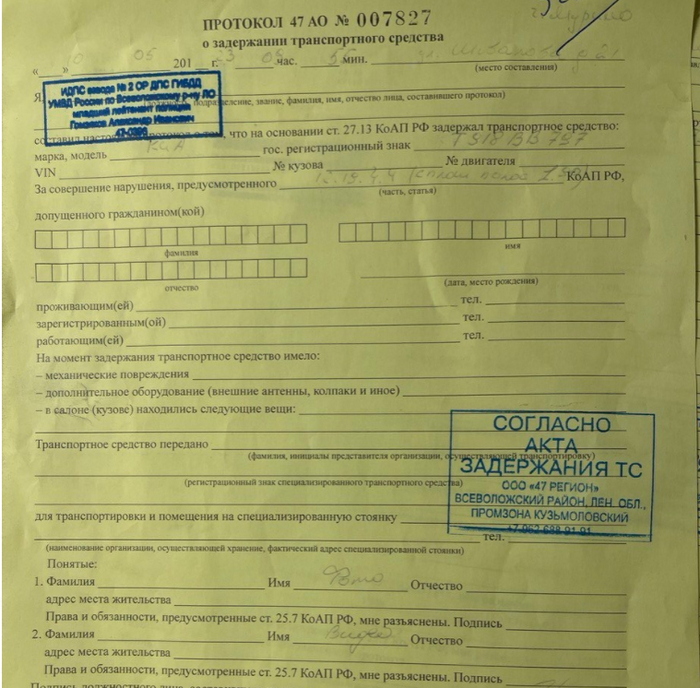 ПРОТОКОЛ 47 АО № 007827
о задержании транспортного средства
« » 05 201 г. час. мин.
(место составления)
ИДПС взвода № 2 ОР ДПС ГИБДД
УМВД России по Всеволожскому р-ну ЛО
младший лейтенант полиции
Александр Иванович
Я,
подразделение, звание, фамилия, имя, отчество лица, составившего протокол)
составил настоящий протокол о том, что на основании ст. 27.13 КоАП РФ задержал транспортное средство:
марка, модель гос. регистрационный знак
VIN № кузова № двигателя
За совершение нарушения, предусмотренного КоАП РФ,
(часть, статья)
допущенного гражданином(кой)
фамилия имя
отчество (дата, место рождения)
проживающим(ей) тел.
зарегистрированным(ой) тел.
работающим(ей) тел.
На момент задержания транспортное средство имело:
– механические повреждения
– дополнительное оборудование (внешние антенны, колпаки и иное)
– в салоне (кузове) находились следующие вещи:
СОГЛАСНО
АКТА
ЗАДЕРЖАНИЯ ТС
ООО «47 РЕГИОН»
ВСЕВОЛОЖСКИЙ РАЙОН, ЛЕН. ОБЛ.,
ПРОМЗОНА КУЗЬМОЛОВСКИЙ
Транспортное средство передано
(фамилия, инициалы представителя организации, осуществляющей транспортировку)
(регистрационный знак специализированного транспортного средства)
для транспортировки и помещения на специализированную стоянку
тел.
(наименование организации, осуществляющей хранение, фактический адрес специализированной стоянки)
Понятые:
1. Фамилия Имя Отчество
адрес места жительства
Права и обязанности, предусмотренные ст. 25.7 КоАП РФ, мне разъяснены. Подпись
2. Фамилия Имя Видео Отчество
адрес места жительства
Права и обязанности, предусмотренные ст. 25.7 КоАП РФ, мне разъяснены. Подпись